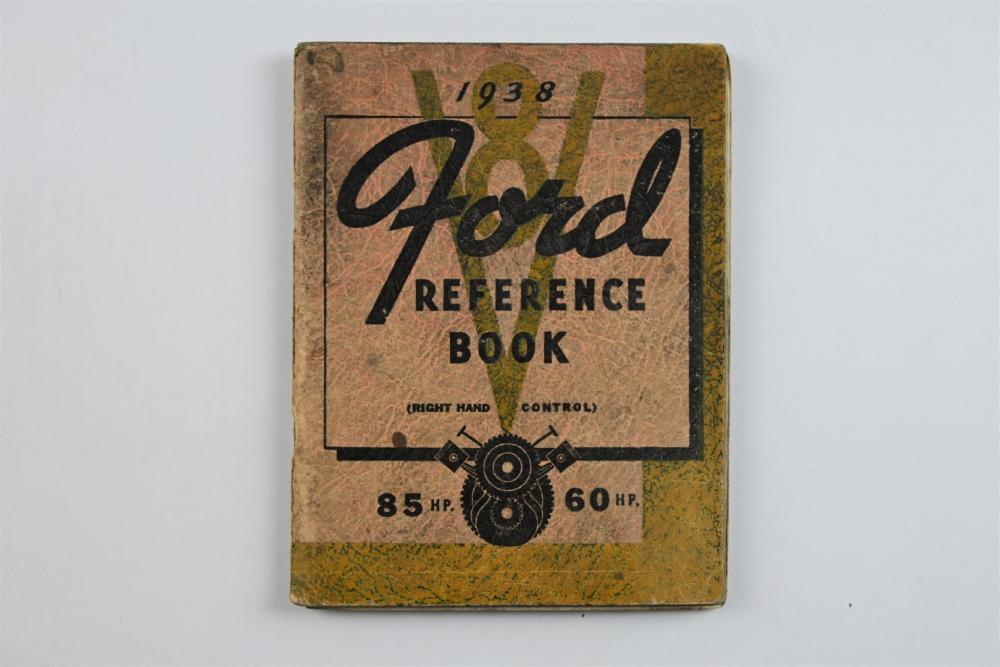 1938
V8
Ford
REFERENCE
BOOK
(RIGHT HAND CONTROL)
85 HP. 60 HP.